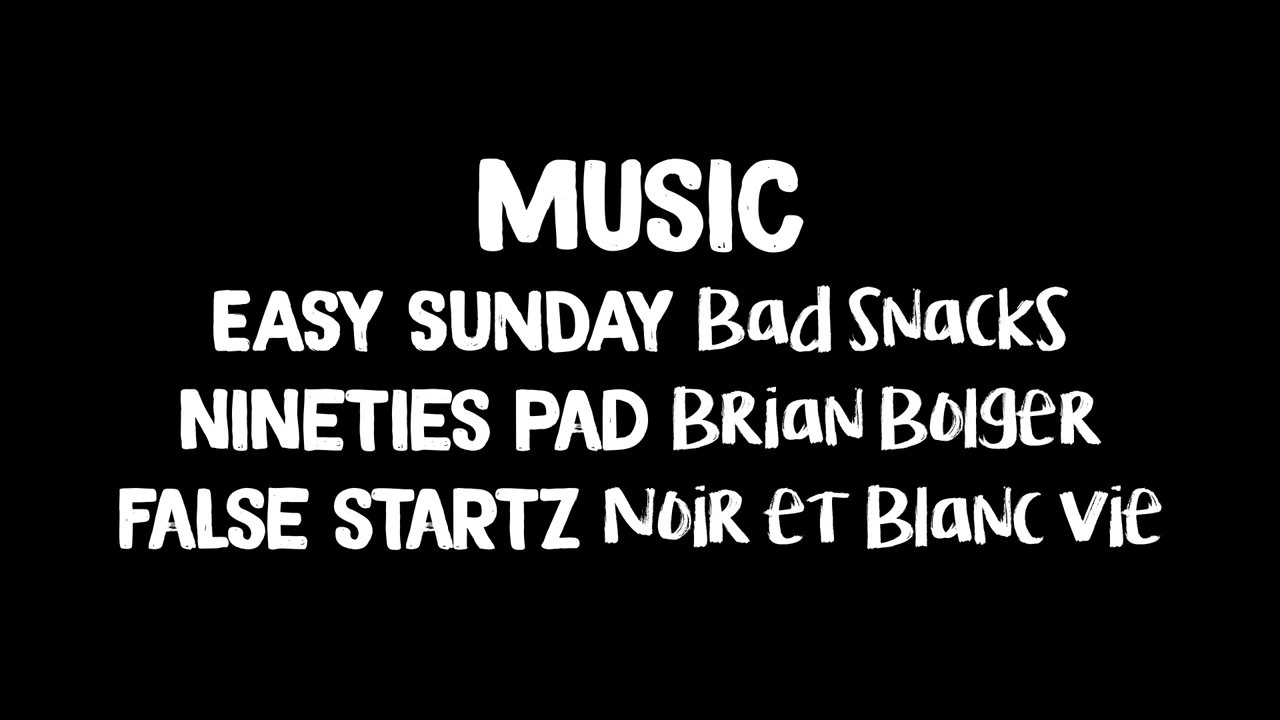 MUSIC
EASY SUNDAY Bad Snacks
NINETIES PAD Brian Bolger
FALSE STARTZ Noir et Blanc Vie